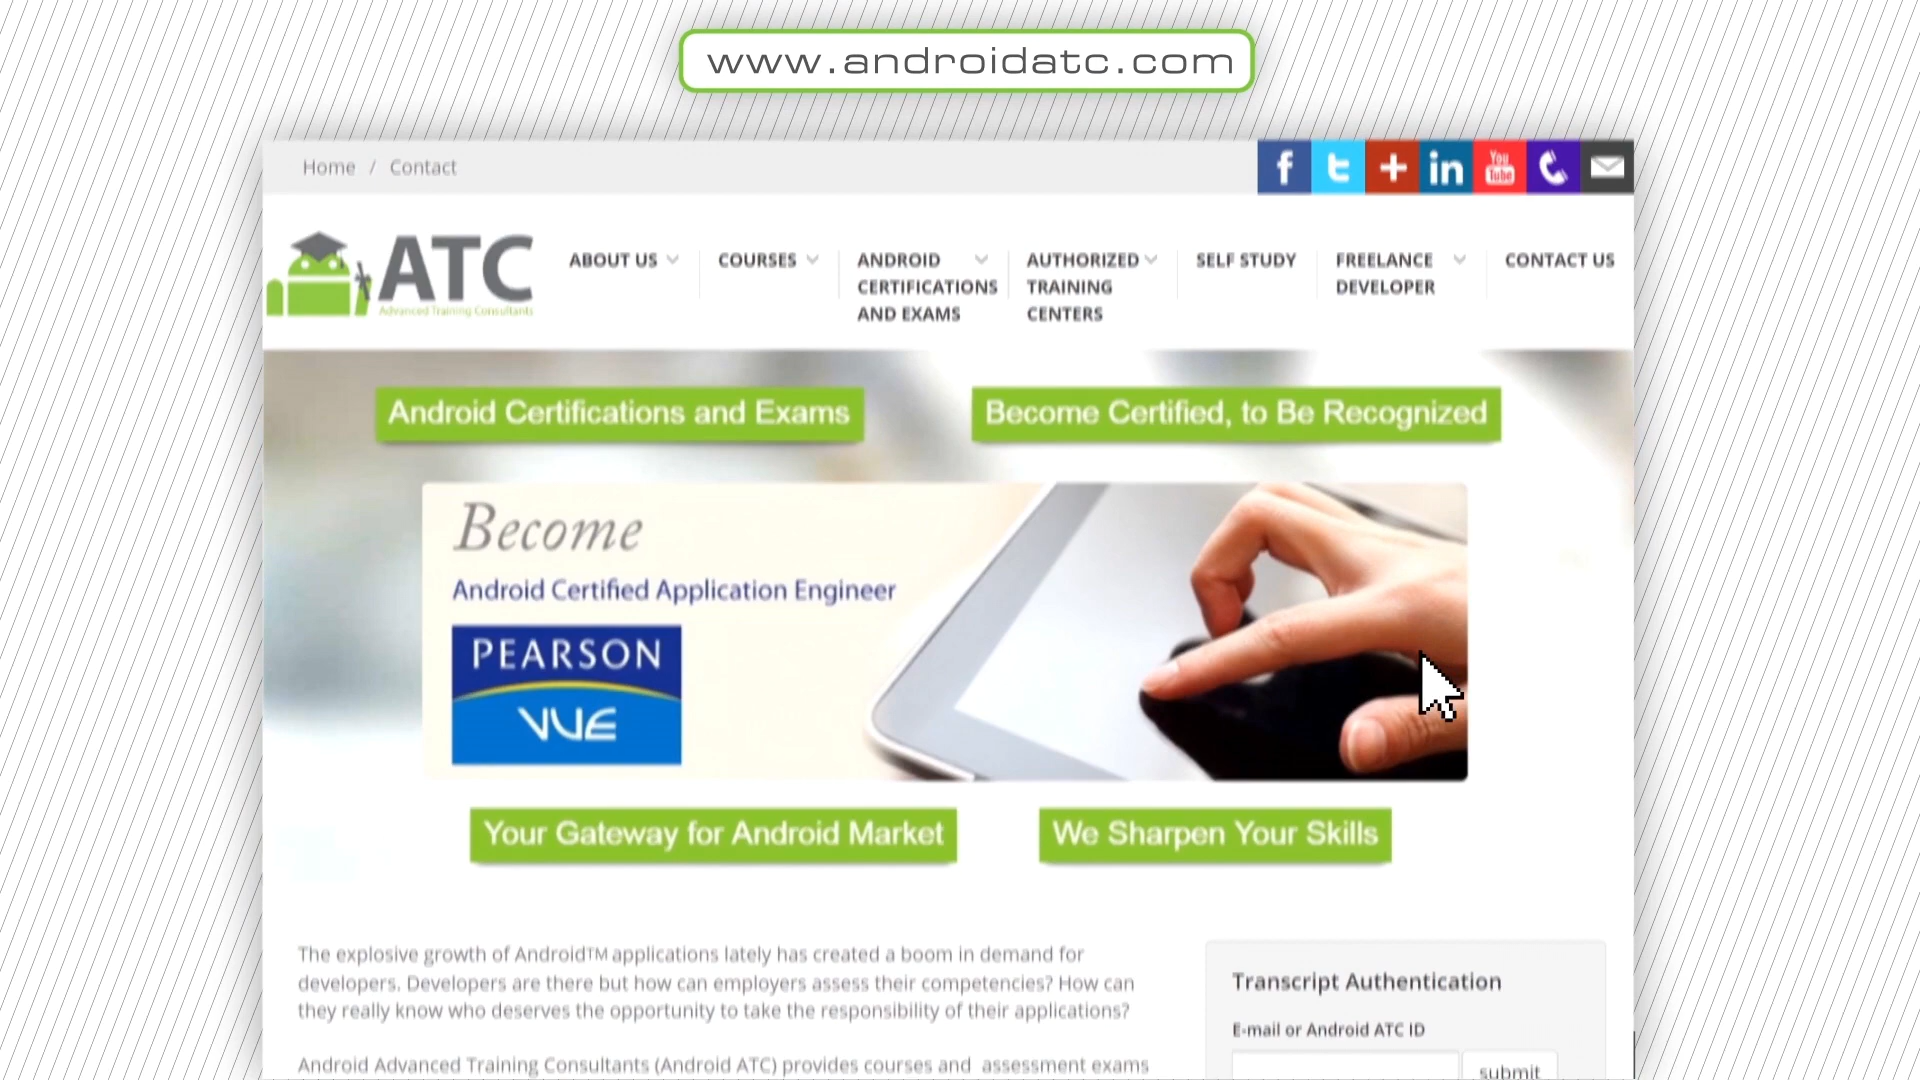 www.androidatc.com
Home / Contact
f t + in You Tube
ATC
Advanced Training Consultants
ABOUT US
COURSES
ANDROID
CERTIFICATIONS
AND EXAMS
AUTHORIZED
TRAINING
CENTERS
SELF STUDY
FREELANCE
DEVELOPER
CONTACT US
Android Certifications and Exams
Become Certified, to Be Recognized
Become
Android Certified Application Engineer
PEARSON
VUE
Your Gateway for Android Market
We Sharpen Your Skills
The explosive growth of Android™ applications lately has created a boom in demand for
developers. Developers are there but how can employers assess their competencies? How can
they really know who deserves the opportunity to take the responsibility of their applications?
Android Advanced Training Consultants (Android ATC) provides courses and assessment exams
Transcript Authentication
E-mail or Android ATC ID
submit